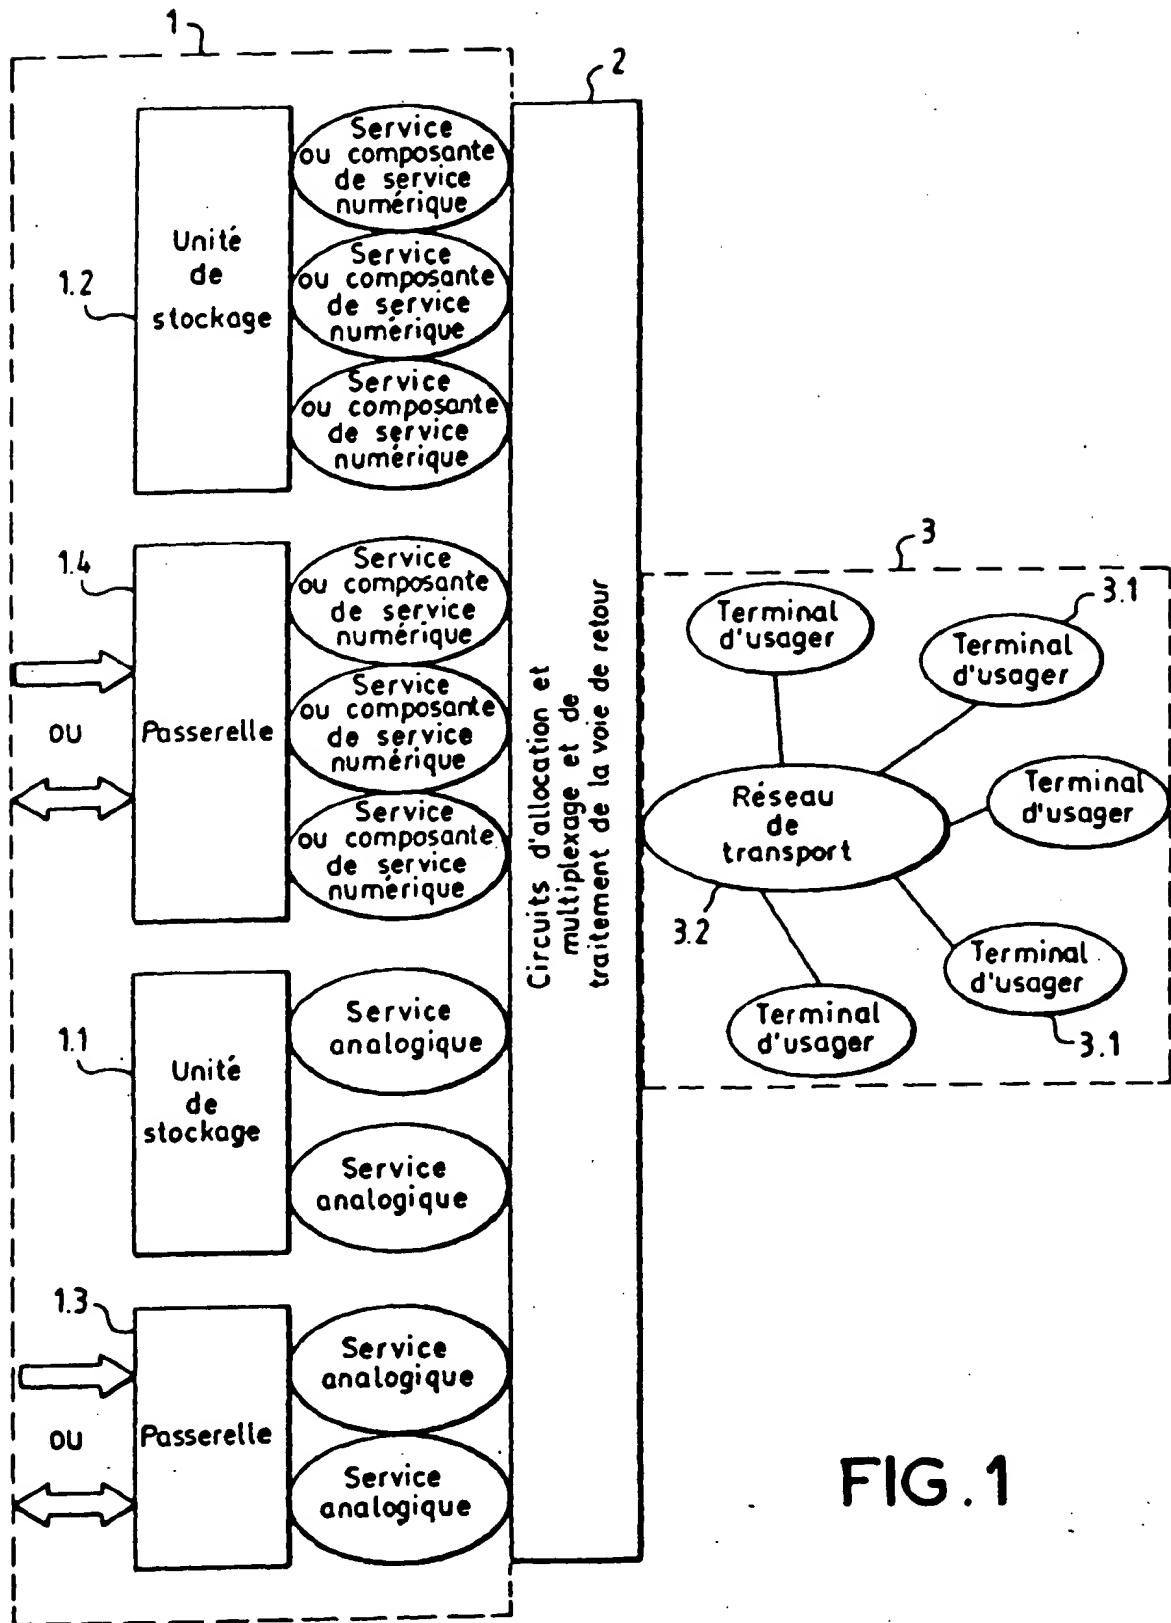 1
2
Unité
de
stockage
1.2
Service
ou composante
de service
numérique
Service
ou composante
de service
numérique
Service
ou composante
de service
numérique
1.4
Passerelle
ou
Service
ou composante
de service
numérique
Service
ou composante
de service
numérique
Service
ou composante
de service
numérique
1.1
Unité
de
stockage
Service
analogique
Service
analogique
1.3
Passerelle
ou
Service
analogique
Service
analogique
Circuits d'allocation et
multiplexage et de
traitement de la voie de retour
3
Terminal
d'usager
3.1
Terminal
d'usager
Terminal
d'usager
Réseau
de
transport
3.2
Terminal
d'usager
3.1
Terminal
d'usager
FIG.1